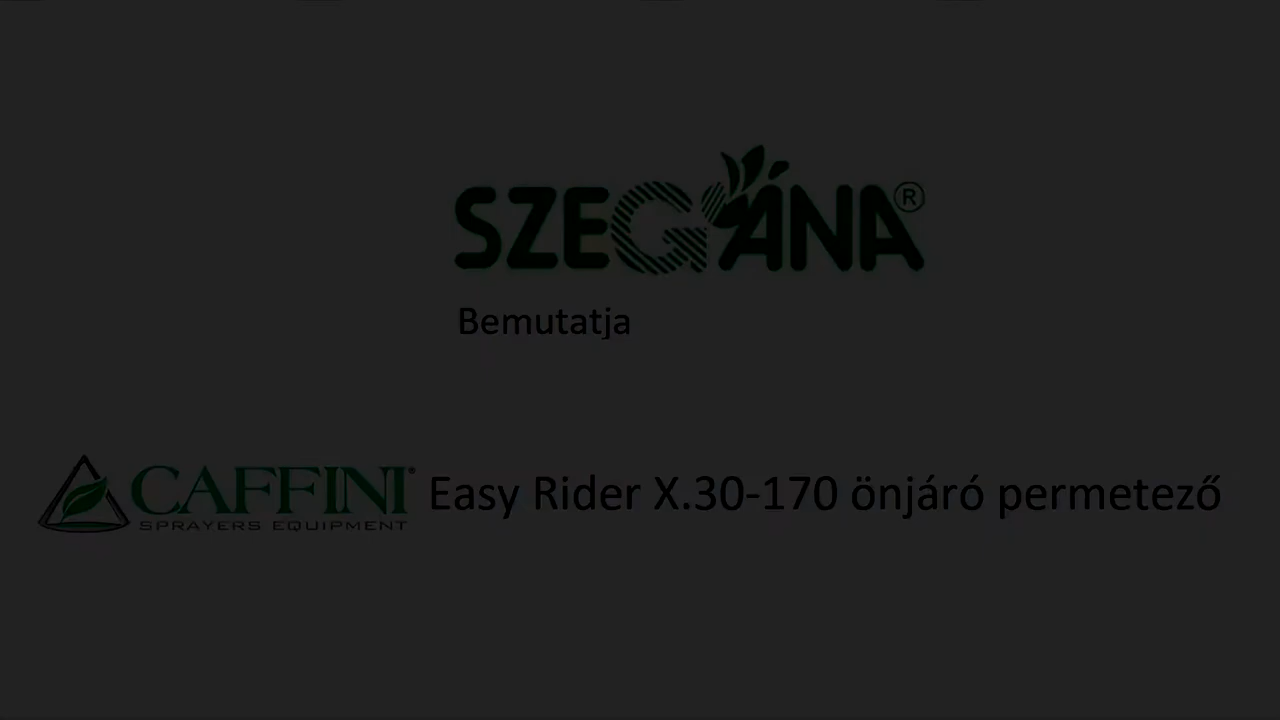 SZEGÁNA®
Bemutatja
CAFFINI® Easy Rider X.30-170 önjáró permetező
SPRAYERS EQUIPMENT